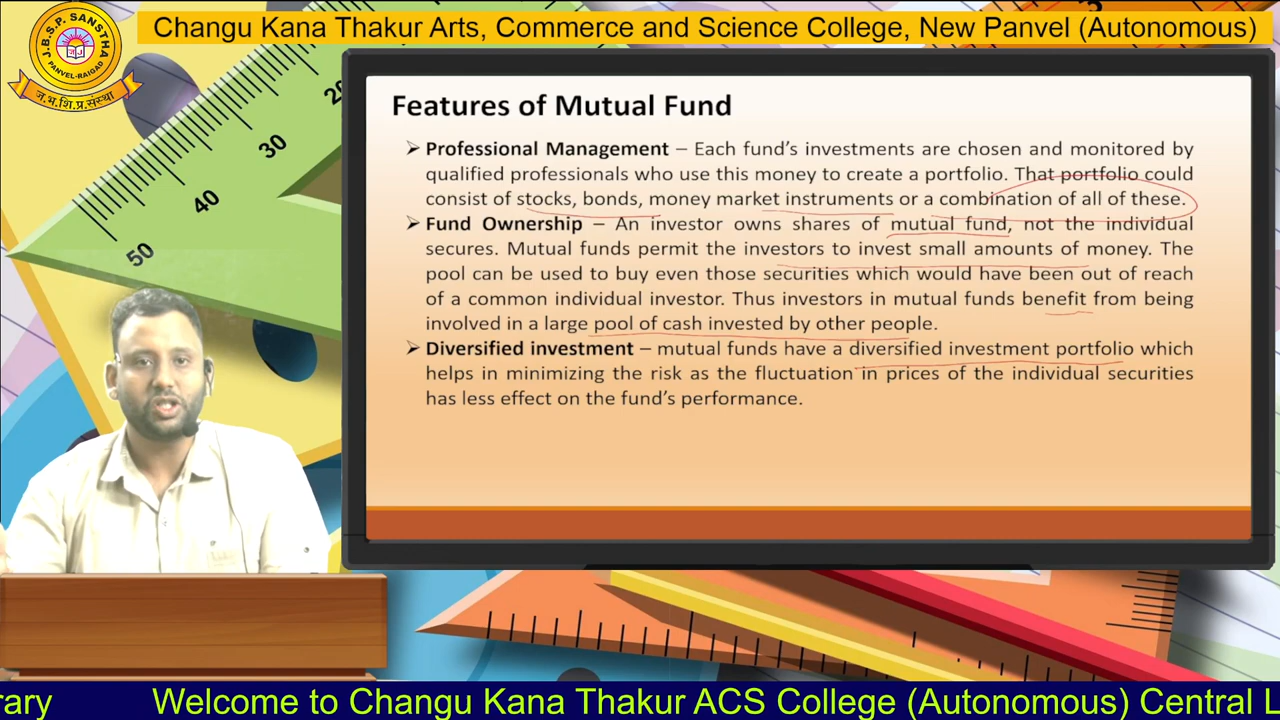 Changu Kana Thakur Arts, Commerce and Science College, New Panvel (Autonomous)
J.B.S.P. SANSTHA
PANVEL-RAIGAD
ज.भ.शि.प्र.संस्था
20
30
40
50
Features of Mutual Fund
➢ Professional Management – Each fund's investments are chosen and monitored by
qualified professionals who use this money to create a portfolio. That portfolio could
consist of stocks, bonds, money market instruments or a combination of all of these.
➢ Fund Ownership – An investor owns shares of mutual fund, not the individual
secures. Mutual funds permit the investors to invest small amounts of money. The
pool can be used to buy even those securities which would have been out of reach
of a common individual investor. Thus investors in mutual funds benefit from being
involved in a large pool of cash invested by other people.
➢ Diversified investment – mutual funds have a diversified investment portfolio which
helps in minimizing the risk as the fluctuation in prices of the individual securities
has less effect on the fund's performance.
rary Welcome to Changu Kana Thakur ACS College (Autonomous) Central L